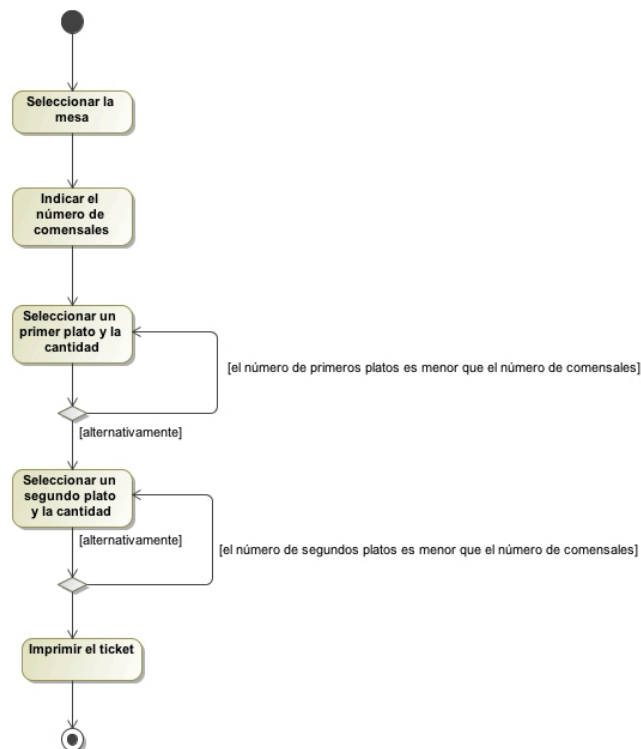 Seleccionar la
mesa
Indicar el
número de
comensales
Seleccionar un
primer plato y la
cantidad
[el número de primeros platos es menor que el número de comensales]
[alternativamente]
Seleccionar un
segundo plato
y la cantidad
[alternativamente]
[el número de segundos platos es menor que el número de comensales]
Imprimir el ticket